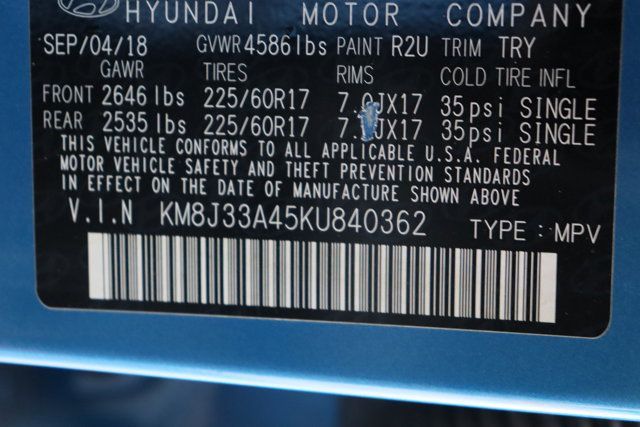 HYUNDAI MOTOR COMPANY
SEP/04/18 GVWR 4586lbs PAINT R2U TRIM TRY
GAWR TIRES RIMS COLD TIRE INFL
FRONT 2646 lbs 225/60R17 7.0JX17 35psi SINGLE
REAR 2535 lbs 225/60R17 35psi SINGLE
THIS VEHICLE CONFORMS TO ALL APPLICABLE U.S.A. FEDERAL
MOTOR VEHICLE SAFETY AND THEFT PREVENTION STANDARDS
IN EFFECT ON THE DATE OF MANUFACTURE SHOWN ABOVE
V.I.N KM8J33A45KU840362 TYPE : MPV